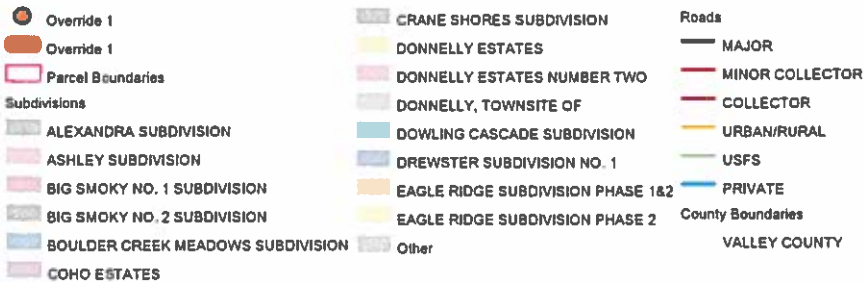 Override 1
Override 1
Parcel Boundaries
Subdivisions
ALEXANDRA SUBDIVISION
ASHLEY SUBDIVISION
BIG SMOKY NO. 1 SUBDIVISION
BIG SMOKY NO. 2 SUBDIVISION
BOULDER CREEK MEADOWS SUBDIVISION
COHO ESTATES
CRANE SHORES SUBDIVISION
DONNELLY ESTATES
DONNELLY ESTATES NUMBER TWO
DONNELLY, TOWNSITE OF
DOWLING CASCADE SUBDIVISION
DREWSTER SUBDIVISION NO. 1
EAGLE RIDGE SUBDIVISION PHASE 1&2
EAGLE RIDGE SUBDIVISION PHASE 2
Other
Roads
MAJOR
MINOR COLLECTOR
COLLECTOR
URBAN/RURAL
USFS
PRIVATE
County Boundaries
VALLEY COUNTY